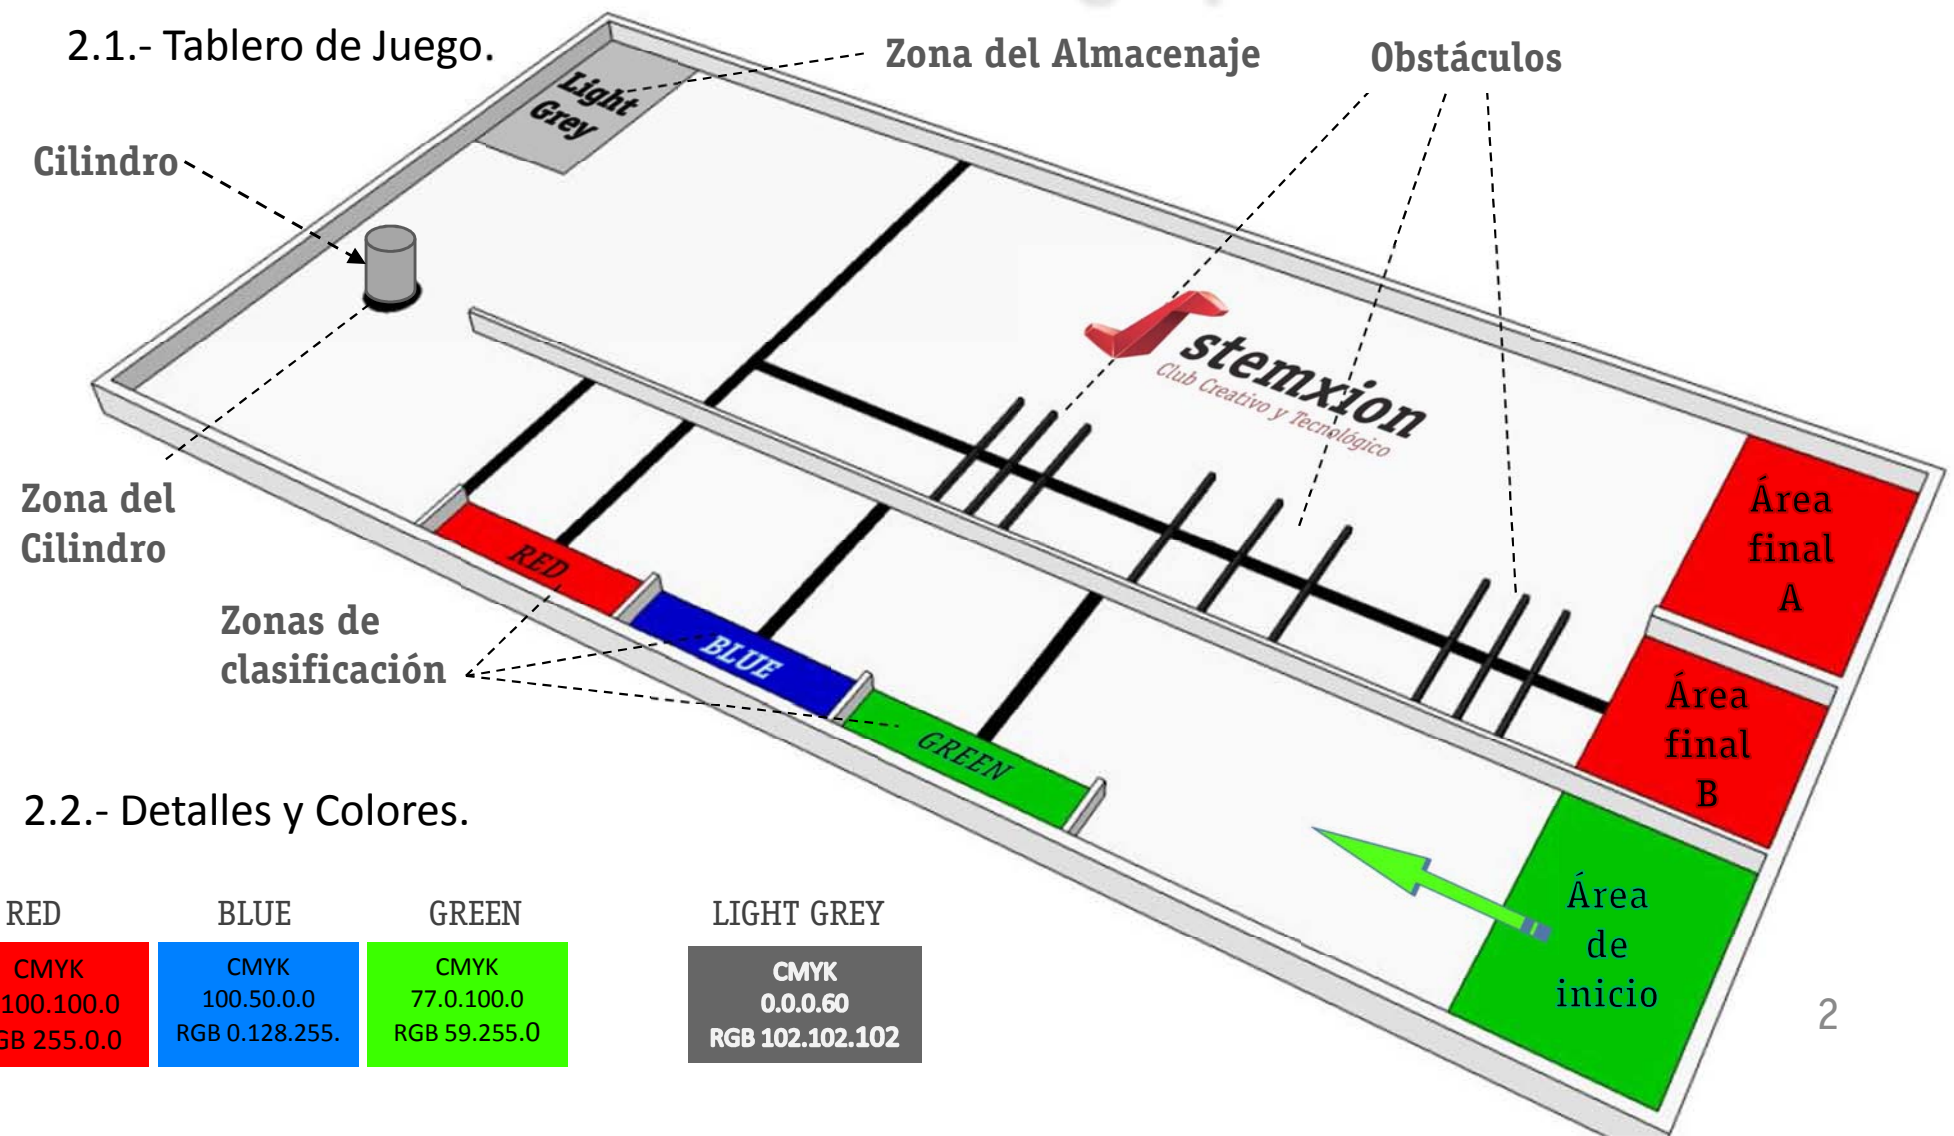 2.1.- Tablero de Juego.
Zona del Almacenaje
Obstáculos
Light
Grey
Cilindro
stemxion
Club Creativo y Tecnológico
Zona del
Cilindro
Área
final
A
RED
Zonas de
clasificación
BLUE
Área
final
B
GREEN
2.2.- Detalles y Colores.
Área
de
inicio
RED
BLUE
GREEN
LIGHT GREY
CMYK
100.100.0
GB 255.0.0
CMYK
100.50.0.0
RGB 0.128.255.
CMYK
77.0.100.0
RGB 59.255.0
CMYK
0.0.0.60
RGB 102.102.102
2